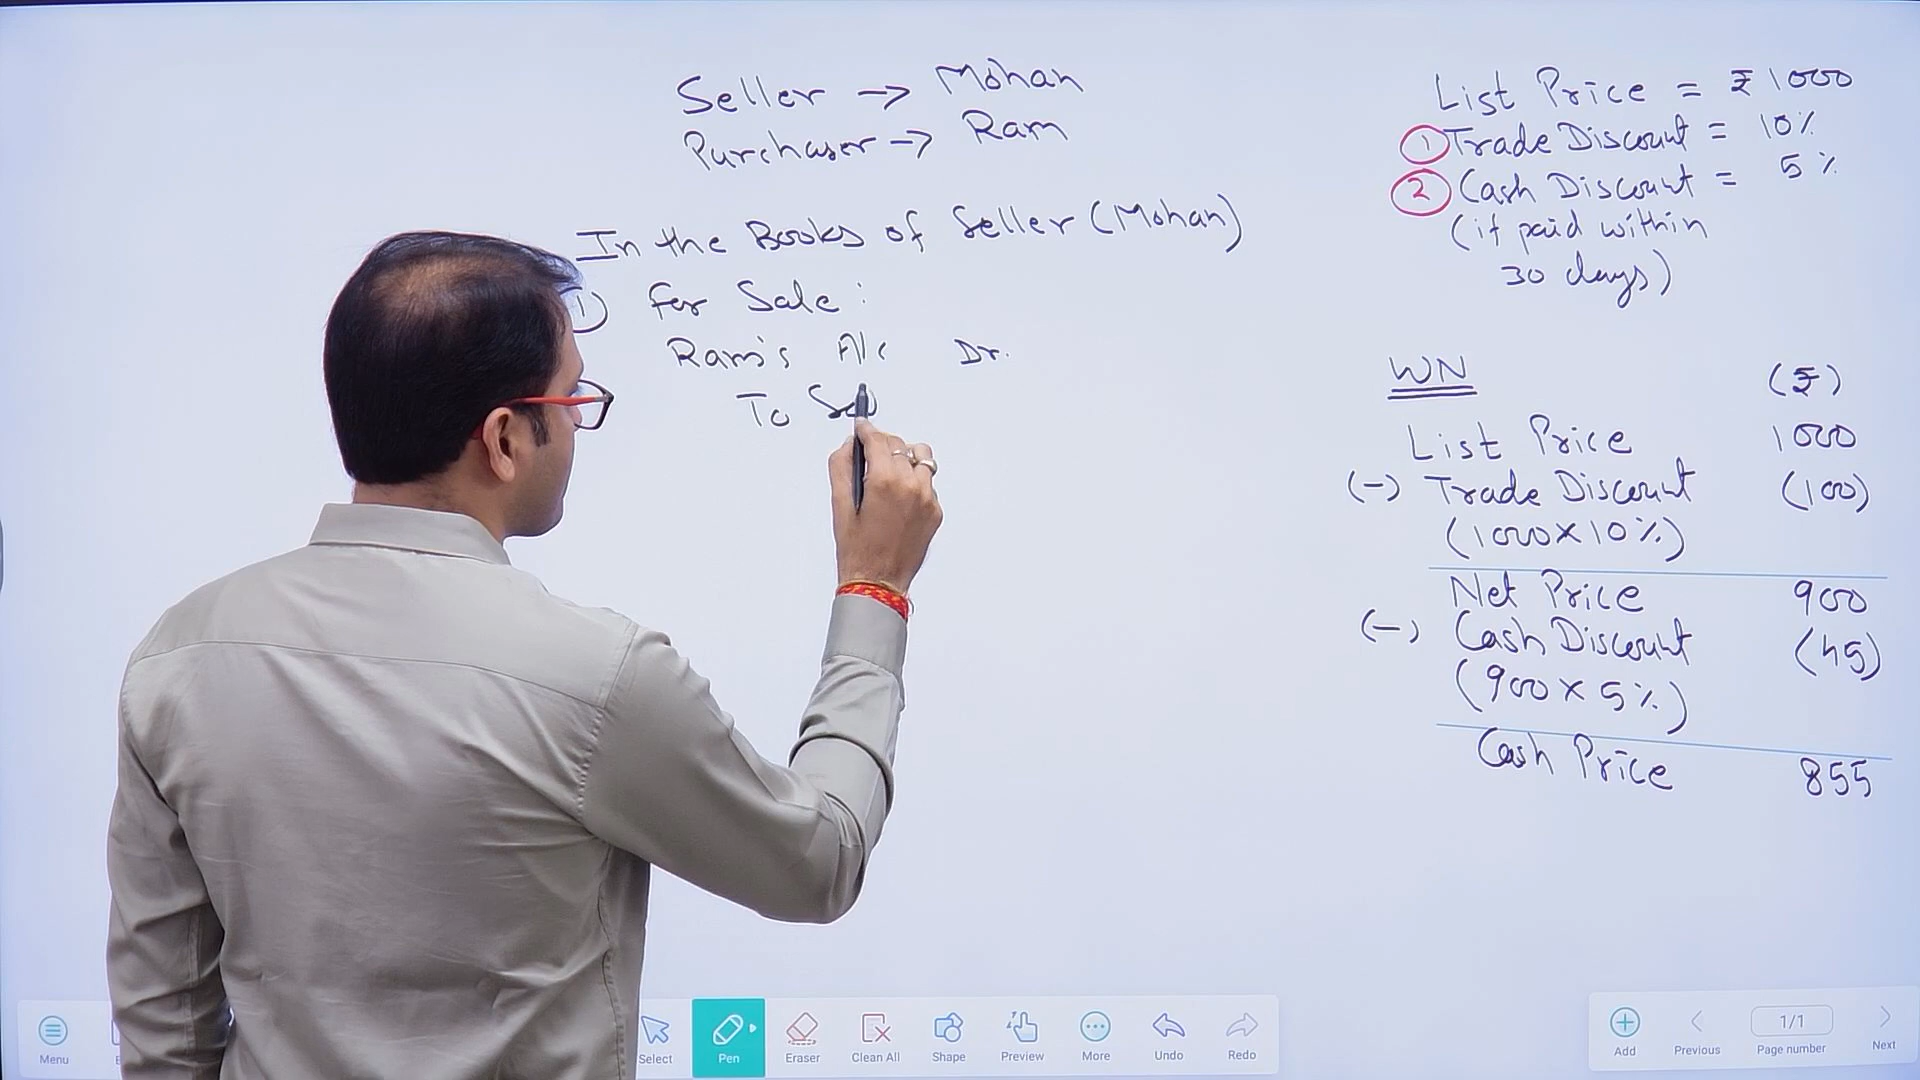 Seller → Mohan
Purchaser → Ram
In the Books of Seller (Mohan)
1) For Sale :
Ram's A/c Dr.
To Sa
List Price = ₹ 1000
① Trade Discount = 10%
② Cash Discount = 5%
(if paid within
30 days)
WN (₹)
List Price 1000
(-) Trade Discount (100)
(1000×10%)
Net Price 900
(-) Cash Discount (45)
(900×5%)
Cash Price 855
Menu
Select
Pen
Eraser
Clean All
Shape
Preview
More
Undo
Redo
Add
Previous
1/1
Page number
Next